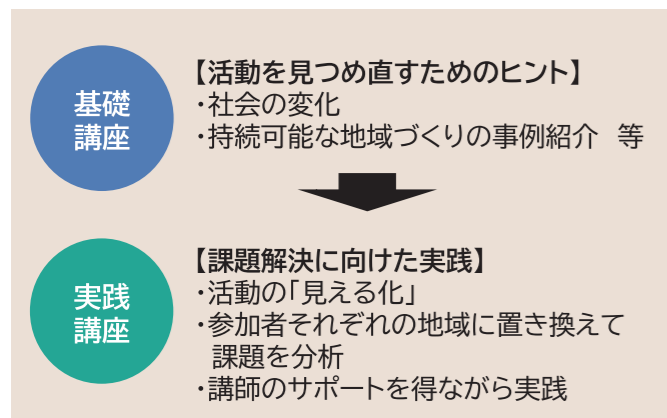 基礎
講座
【活動を見つめ直すためのヒント】
・社会の変化
・持続可能な地域づくりの事例紹介　等
実践
講座
【課題解決に向けた実践】
・活動の「見える化」
・参加者それぞれの地域に置き換えて
課題を分析
・講師のサポートを得ながら実践